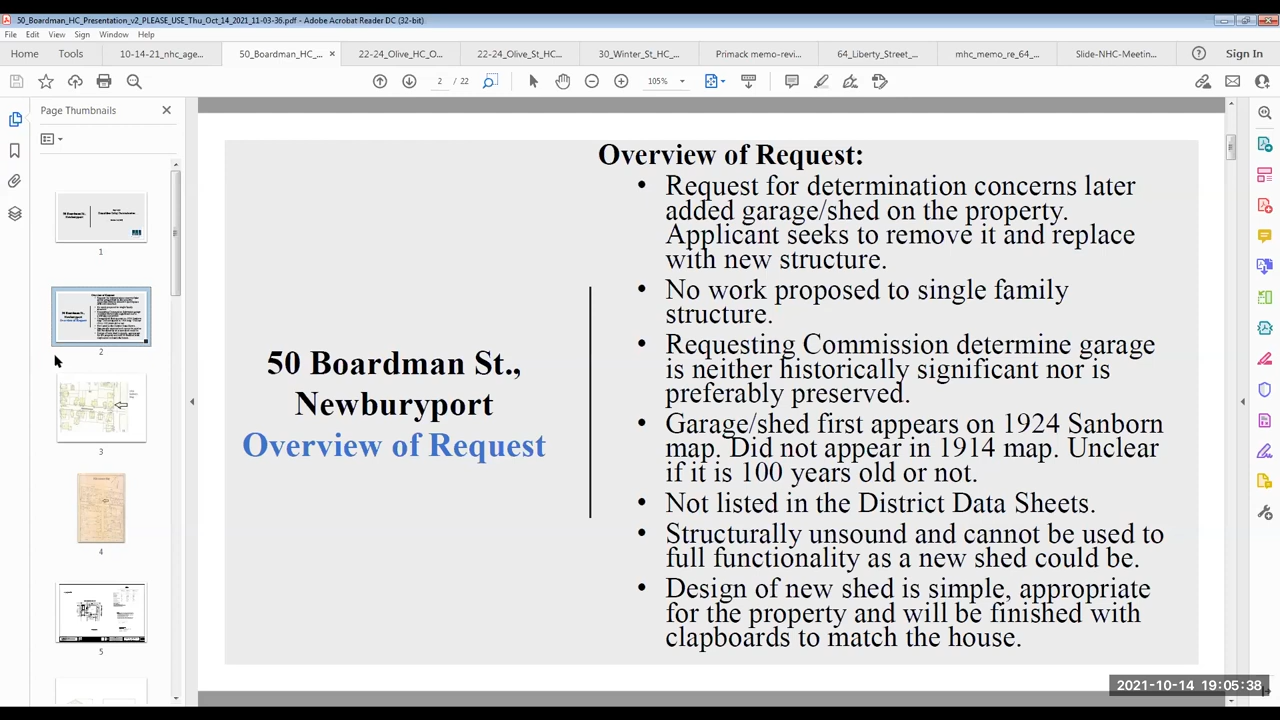 50_Boardman_HC_Presentation_v2_PLEASE_USE_Thu_Oct_14_2021_11-03-36.pdf - Adobe Acrobat Reader DC (32-bit)
File Edit View Sign Window Help
Home Tools 10-14-21_nhc_age... 50_Boardman_HC_... × 22-24_Olive_HC_O... 22-24_Olive_St_HC... 30_Winter_St_HC_... Primack memo-revi... 64_Liberty_Street_... mhc_memo_re_64_... Slide-NHC-Meetin... Sign In
2 / 22 105%
Page Thumbnails
1
2
3
4
5
50 Boardman St.,
Newburyport
Overview of Request
Overview of Request:
• Request for determination concerns later
added garage/shed on the property.
Applicant seeks to remove it and replace
with new structure.
• No work proposed to single family
structure.
• Requesting Commission determine garage
is neither historically significant nor is
preferably preserved.
• Garage/shed first appears on 1924 Sanborn
map. Did not appear in 1914 map. Unclear
if it is 100 years old or not.
• Not listed in the District Data Sheets.
• Structurally unsound and cannot be used to
full functionality as a new shed could be.
• Design of new shed is simple, appropriate
for the property and will be finished with
clapboards to match the house.
2021-10-14 19:05:38